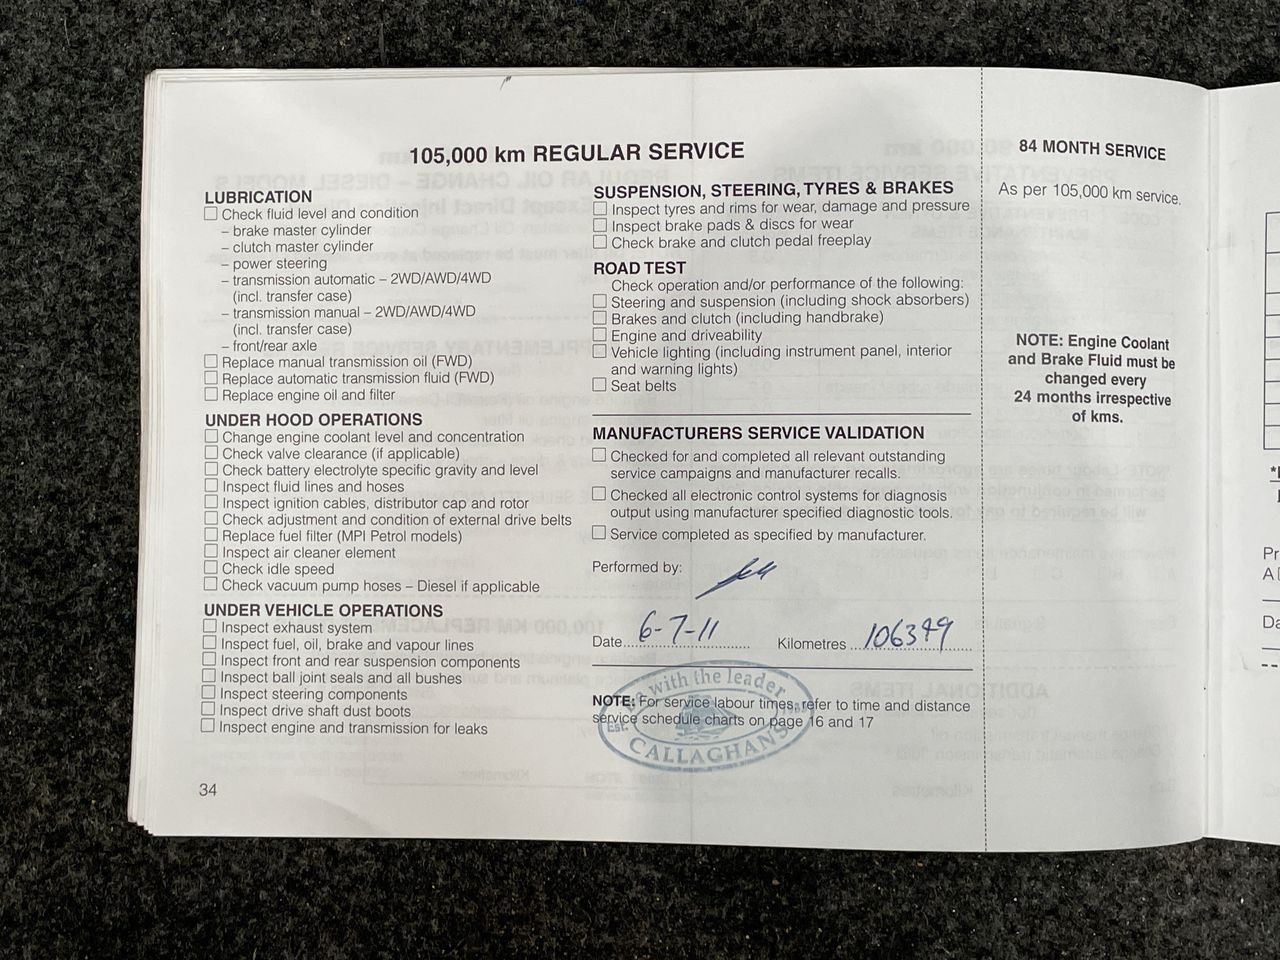 105,000 km REGULAR SERVICE
LUBRICATION
Check fluid level and condition
– brake master cylinder
– clutch master cylinder
– power steering
– transmission automatic – 2WD/AWD/4WD
(incl. transfer case)
– transmission manual – 2WD/AWD/4WD
(incl. transfer case)
– front/rear axle
Replace manual transmission oil (FWD)
Replace automatic transmission fluid (FWD)
Replace engine oil and filter
UNDER HOOD OPERATIONS
Change engine coolant level and concentration
Check valve clearance (if applicable)
Check battery electrolyte specific gravity and level
Inspect fluid lines and hoses
Inspect ignition cables, distributor cap and rotor
Check adjustment and condition of external drive belts
Replace fuel filter (MPI Petrol models)
Inspect air cleaner element
Check idle speed
Check vacuum pump hoses – Diesel if applicable
UNDER VEHICLE OPERATIONS
Inspect exhaust system
Inspect fuel, oil, brake and vapour lines
Inspect front and rear suspension components
Inspect ball joint seals and all bushes
Inspect steering components
Inspect drive shaft dust boots
Inspect engine and transmission for leaks
34
SUSPENSION, STEERING, TYRES & BRAKES
Inspect tyres and rims for wear, damage and pressure
Inspect brake pads & discs for wear
Check brake and clutch pedal freeplay
ROAD TEST
Check operation and/or performance of the following:
Steering and suspension (including shock absorbers)
Brakes and clutch (including handbrake)
Engine and driveability
Vehicle lighting (including instrument panel, interior
and warning lights)
Seat belts
MANUFACTURERS SERVICE VALIDATION
Checked for and completed all relevant outstanding
service campaigns and manufacturer recalls.
Checked all electronic control systems for diagnosis
output using manufacturer specified diagnostic tools.
Service completed as specified by manufacturer.
Performed by:
Date 6-7-11 Kilometres 106349
NOTE: For service labour times, refer to time and distance
service schedule charts on page 16 and 17
with the leader
Est.
CALLAGHANS
84 MONTH SERVICE
As per 105,000 km service.
NOTE: Engine Coolant
and Brake Fluid must be
changed every
24 months irrespective
of kms.